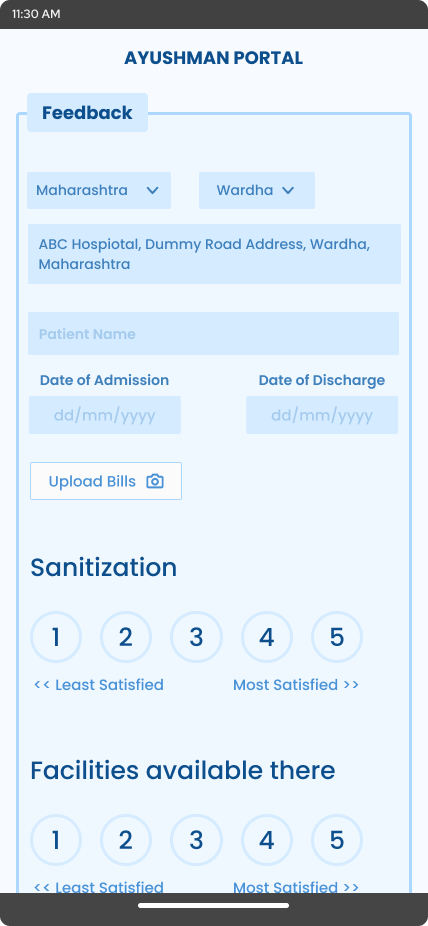 11:30 AM
AYUSHMAN PORTAL
Feedback
Maharashtra
Wardha
ABC Hospiotal, Dummy Road Address, Wardha,
Maharashtra
Patient Name
Date of Admission
Date of Discharge
dd/mm/yyyy
dd/mm/yyyy
Upload Bills
Sanitization
1 2 3 4 5
<< Least Satisfied
Most Satisfied >>
Facilities available there
1 2 3 4 5
<< Least Satisfied
Most Satisfied >>